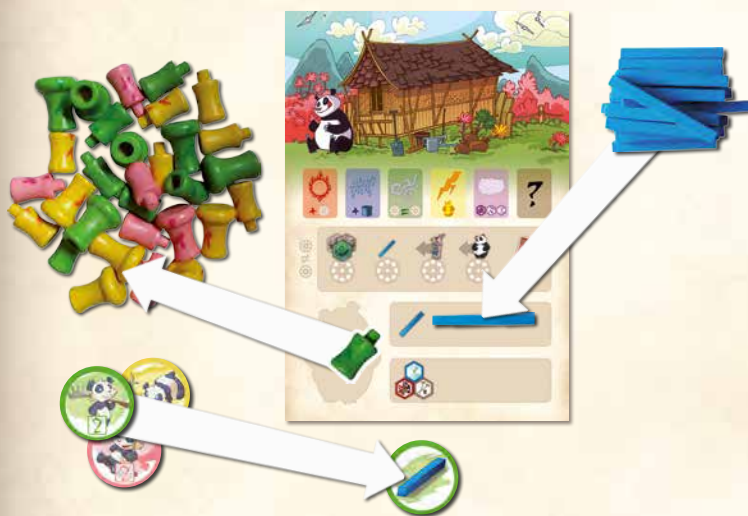 + + = ?
2